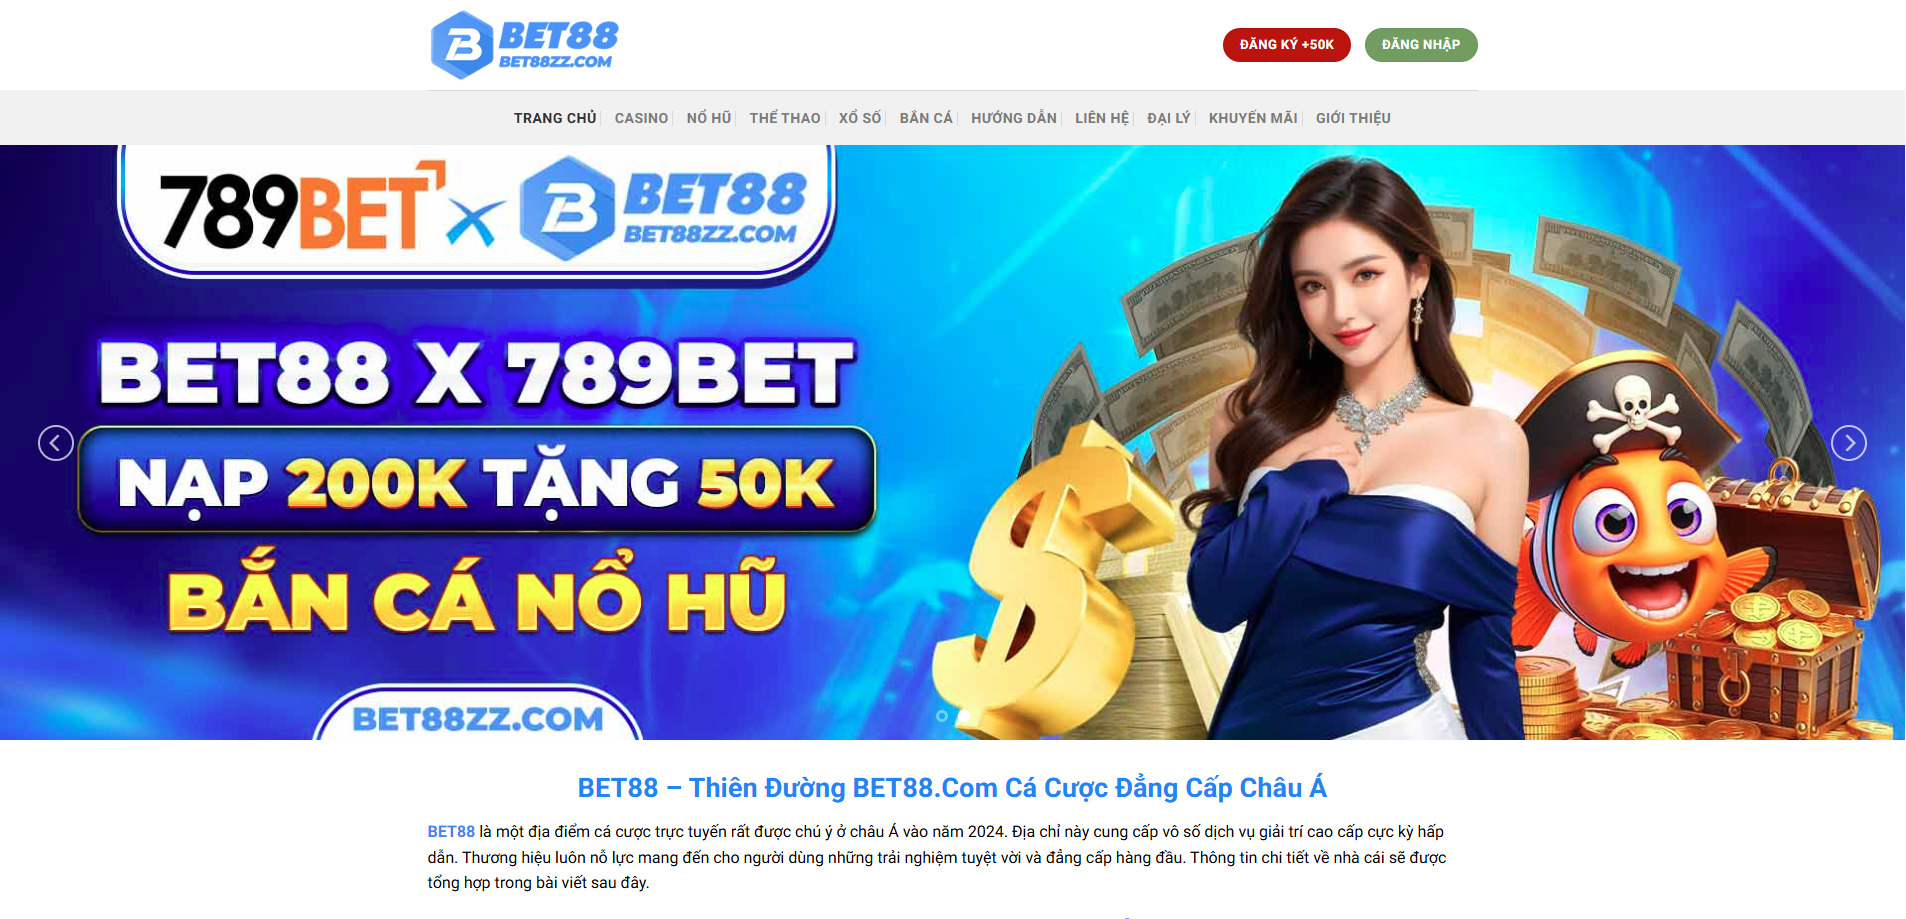 BET88
BET88ZZ.COM
ĐĂNG KÝ +50K
ĐĂNG NHẬP
TRANG CHỦ
CASINO
NỔ HŨ
THỂ THAO
XỔ SỐ
BẮN CÁ
HƯỚNG DẪN
LIÊN HỆ
ĐẠI LÝ
KHUYẾN MÃI
GIỚI THIỆU
789BET X B BET88
BET88ZZ.COM
BET88 X 789BET
NẠP 200K TẶNG 50K
BẮN CÁ NỔ HŨ
BET88ZZ.COM
BET88 – Thiên Đường BET88.Com Cá Cược Đẳng Cấp Châu Á
BET88 là một địa điểm cá cược trực tuyến rất được chú ý ở châu Á vào năm 2024. Địa chỉ này cung cấp vô số dịch vụ giải trí cao cấp cực kỳ hấp
dẫn. Thương hiệu luôn nỗ lực mang đến cho người dùng những trải nghiệm tuyệt vời và đẳng cấp hàng đầu. Thông tin chi tiết về nhà cái sẽ được
tổng hợp trong bài viết sau đây.